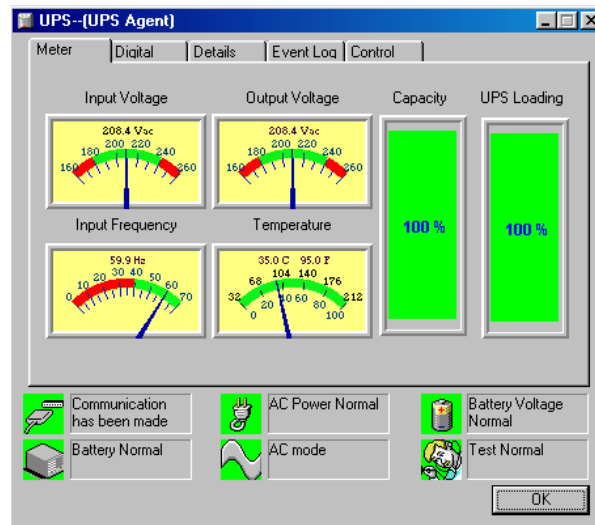 UPS--(UPS Agent)
Meter Digital Details Event Log Control
Input Voltage
208.4 Vac
160 180 200 220 240 260
Output Voltage
208.4 Vac
160 180 200 220 240 260
Capacity
100 %
UPS Loading
100 %
Input Frequency
59.9 Hz
0 10 20 30 40 50 60 70
Temperature
35.0 C 95.0 F
32 68 104 140 176 212
0 20 40 60 80 100
Communication
has been made
AC Power Normal
Battery Voltage
Normal
Battery Normal
AC mode
Test Normal
OK